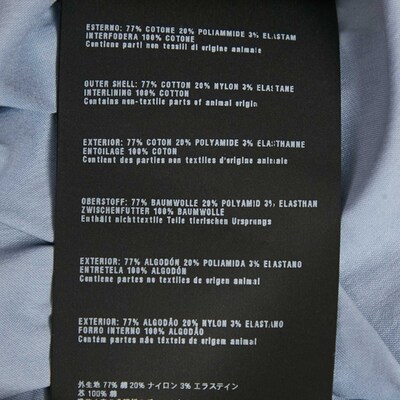 ESTERNO: 77% COTONE 20% POLIAMMIDE 3% ELASTAM
INTERFODERA 100% COTONE
Contiene parti non tessili di origine animale
OUTER SHELL: 77% COTTON 20% NYLON 3% ELASTANE
INTERLINING 100% COTTON
Contains non-textile parts of animal origin
EXTERIOR: 77% COTON 20% POLYAMIDE 3% ELASTHANNE
ENTOILAGE 100% COTON
Contient des parties non textiles d'origine animale
OBERSTOFF: 77% BAUMWOLLE 20% POLYAMID 3% ELASTHAN
ZWISCHENFUTTER 100% BAUMWOLLE
Enthält nichttextile Teile tierischen Ursprungs
EXTERIOR: 77% ALGODÓN 20% POLIAMIDA 3% ELASTANO
ENTRETELA 100% ALGODÓN
Contiene partes no textiles de origen animal
EXTERIOR: 77% ALGODÃO 20% NYLON 3% ELASTANO
FORRO INTERNO 100% ALGODÃO
Contém partes não têxteis de origem animal
外生地 77% 綿 20% ナイロン 3% エラステイン
芯 100% 綿